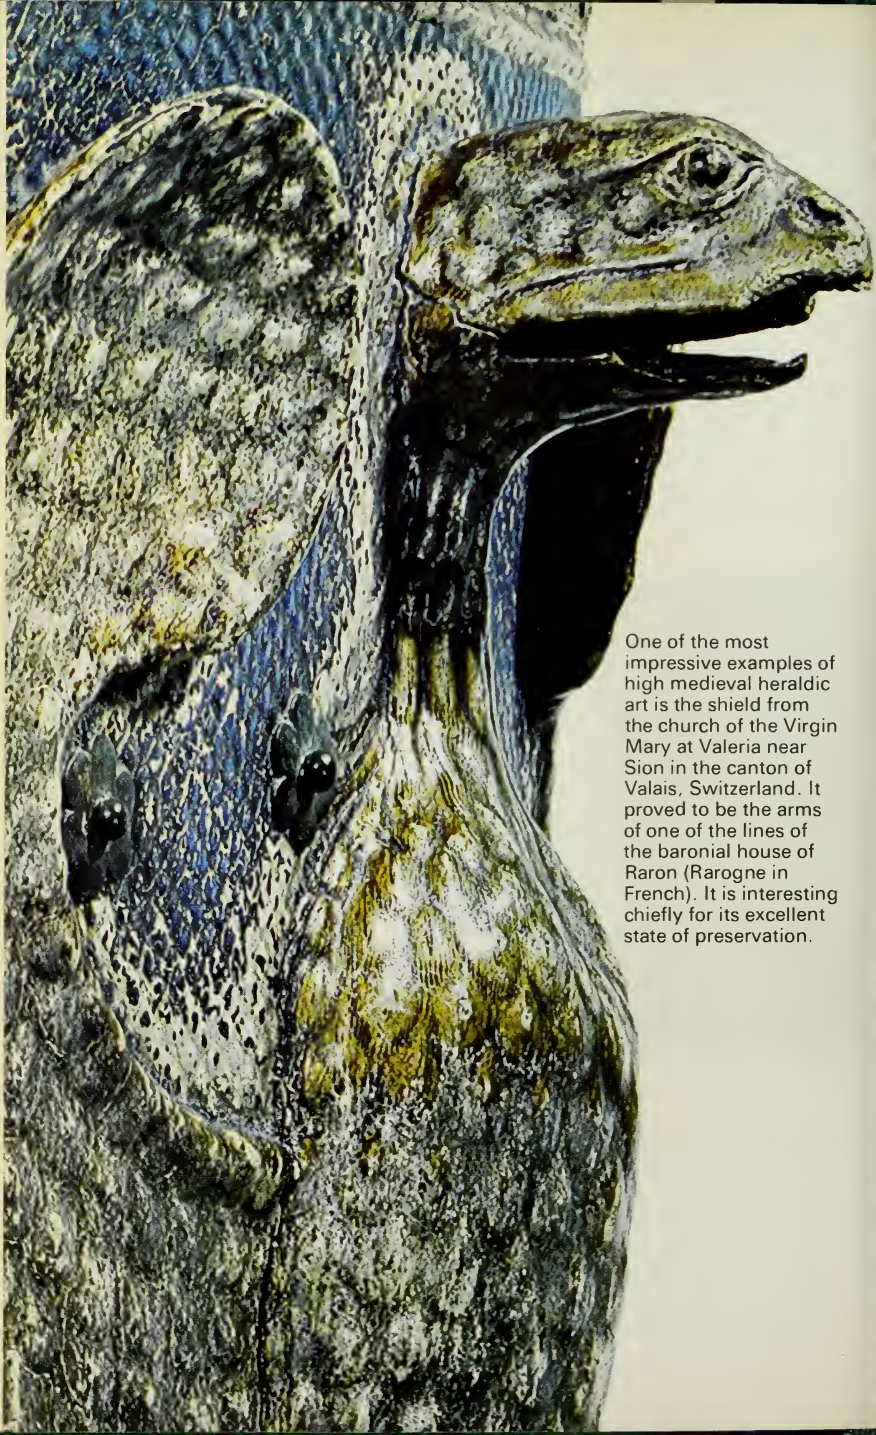 One of the most
impressive examples of
high medieval heraldic
art is the shield from
the church of the Virgin
Mary at Valeria near
Sion in the canton of
Valais, Switzerland. It
proved to be the arms
of one of the lines of
the baronial house of
Raron (Rarogne in
French). It is interesting
chiefly for its excellent
state of preservation.